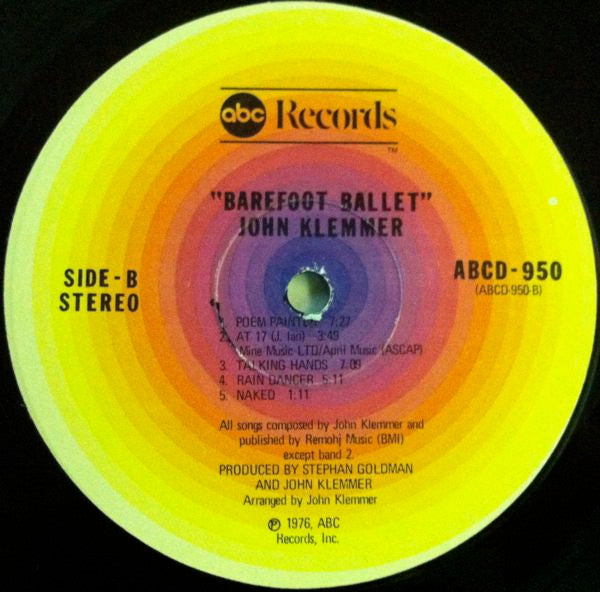 abc Records
TM
"BAREFOOT BALLET"
JOHN KLEMMER
SIDE-B
STEREO
ABCD-950
(ABCD-950-B)
1. POEM PAINTER 7:27
2. AT 17 (J. Ian) 3:49
(Mine Music LTD/April Music (ASCAP)
3. TALKING HANDS 7:09
4. RAIN DANCER 5:11
5. NAKED 1:11
All songs composed by John Klemmer and
published by Remohj Music (BMI)
except band 2.
PRODUCED BY STEPHAN GOLDMAN
AND JOHN KLEMMER
Arranged by John Klemmer
℗ 1976, ABC
Records, Inc.